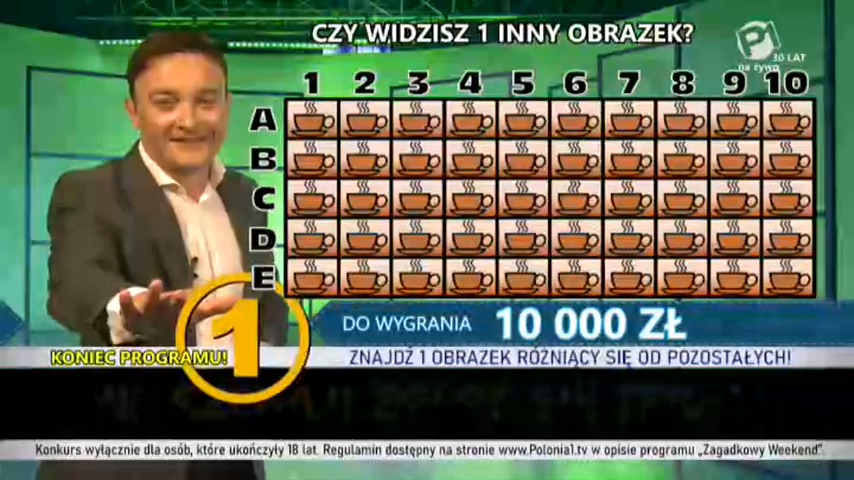 CZY WIDZISZ 1 INNY OBRAZEK?
30 LAT
na żywo
1 2 3 4 5 6 7 8 9 10
A
B
C
D
E
1
DO WYGRANIA 10 000 ZŁ
KONIEC PROGRAMU!
ZNAJDŹ 1 OBRAZEK RÓŻNIĄCY SIĘ OD POZOSTAŁYCH!
Konkurs wyłącznie dla osób, które ukończyły 18 lat. Regulamin dostępny na stronie www.Polonia1.tv w opisie programu „Zagadkowy Weekend”.